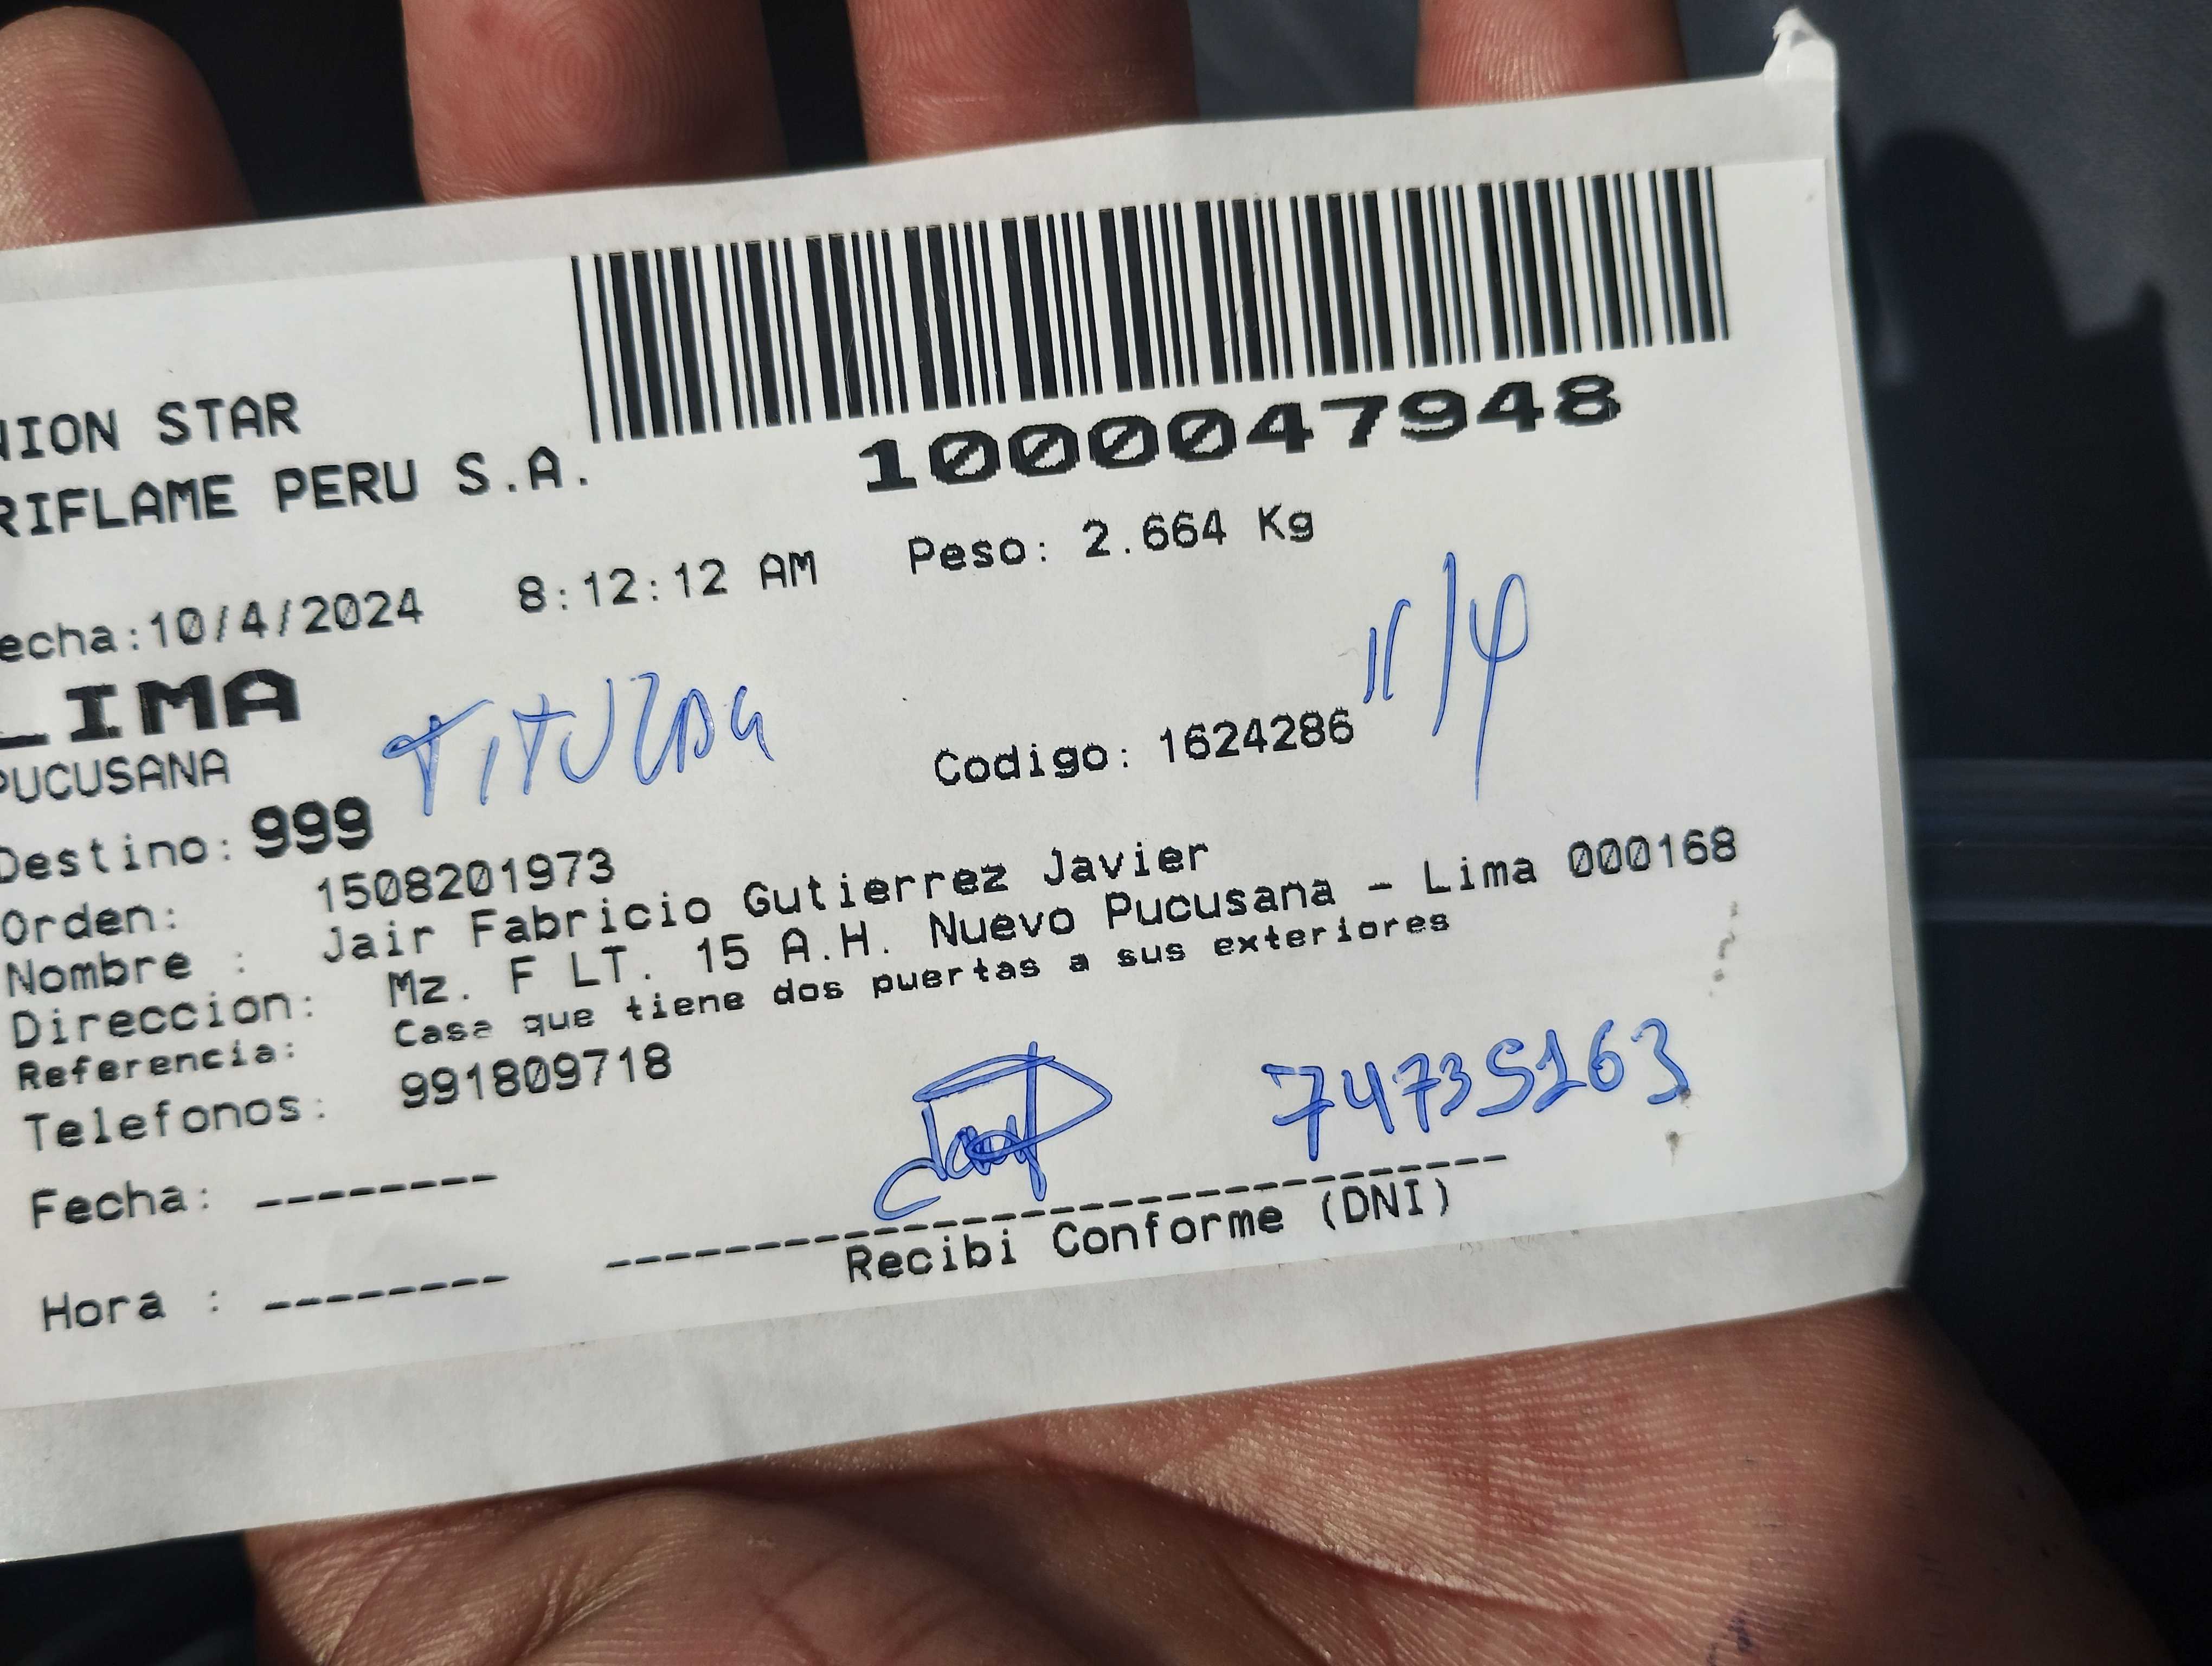 NION STAR
RIFLAME PERU S.A.
1000047948
echa:10/4/2024 8:12:12 AM Peso: 2.664 Kg
LIMA
11/4
PUCUSANA
Codigo: 1624286
Destino: 999
Orden: 1508201973
Nombre : Jair Fabricio Gutierrez Javier
Direccion: Mz. F LT. 15 A.H. Nuevo Pucusana - Lima 000168
Referencia: Casa que tiene dos puertas a sus exteriores
Telefonos: 991809718
74735163
Fecha: --------
Recibi Conforme (DNI)
Hora : --------